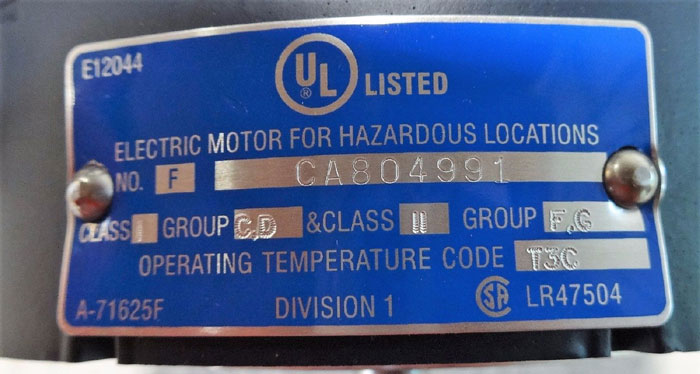 E12044
UL ® LISTED
ELECTRIC MOTOR FOR HAZARDOUS LOCATIONS
NO. F CA804991
CLASS I GROUP C,D & CLASS II GROUP F,G
OPERATING TEMPERATURE CODE T3C
A-71625F DIVISION 1 SA LR47504